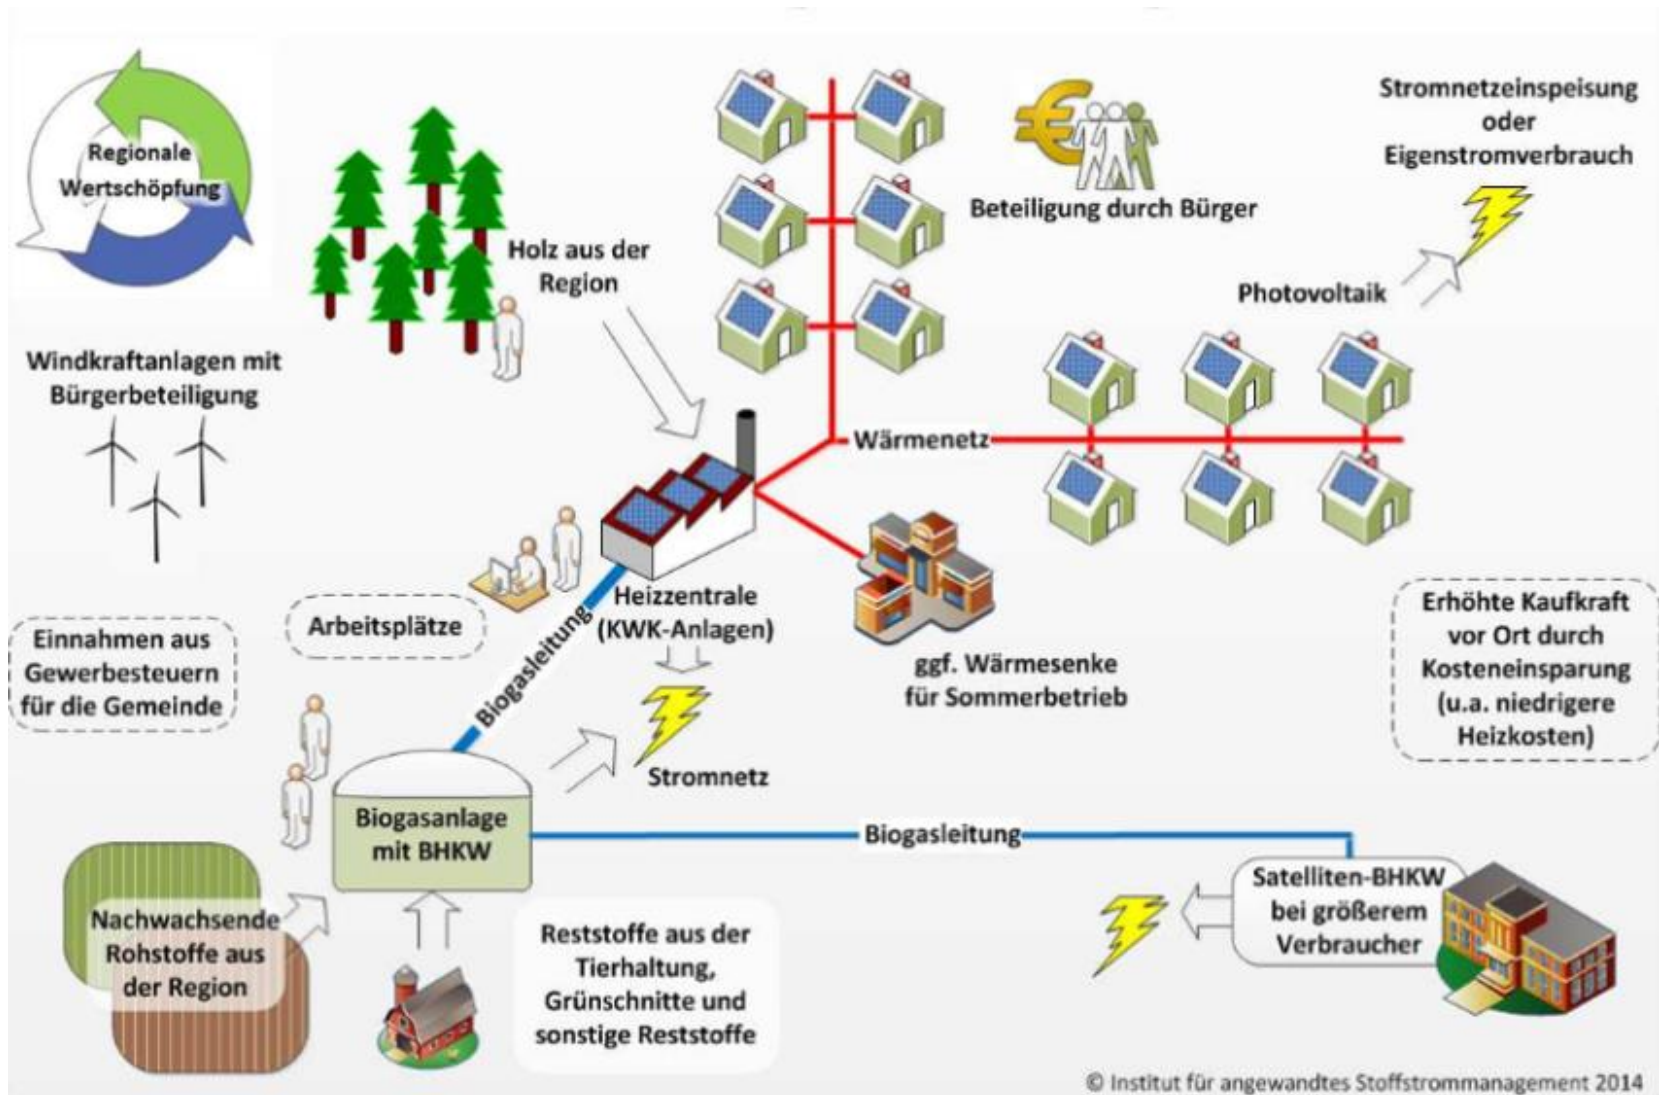 Regionale
Wertschöpfung
Holz aus der
Region
Beteiligung durch Bürger
Stromnetzeinspeisung
oder
Eigenstromverbrauch
Photovoltaik
Windkraftanlagen mit
Bürgerbeteiligung
Wärmenetz
Einnahmen aus
Gewerbesteuern
für die Gemeinde
Arbeitsplätze
Biogasleitung
Heizzentrale
(KWK-Anlagen)
ggf. Wärmesenke
für Sommerbetrieb
Erhöhte Kaufkraft
vor Ort durch
Kosteneinsparung
(u.a. niedrigere
Heizkosten)
Stromnetz
Biogasanlage
mit BHKW
Biogasleitung
Satelliten-BHKW
bei größerem
Verbraucher
Nachwachsende
Rohstoffe aus
der Region
Reststoffe aus der
Tierhaltung,
Grünschnitte und
sonstige Reststoffe
© Institut für angewandtes Stoffstrommanagement 2014